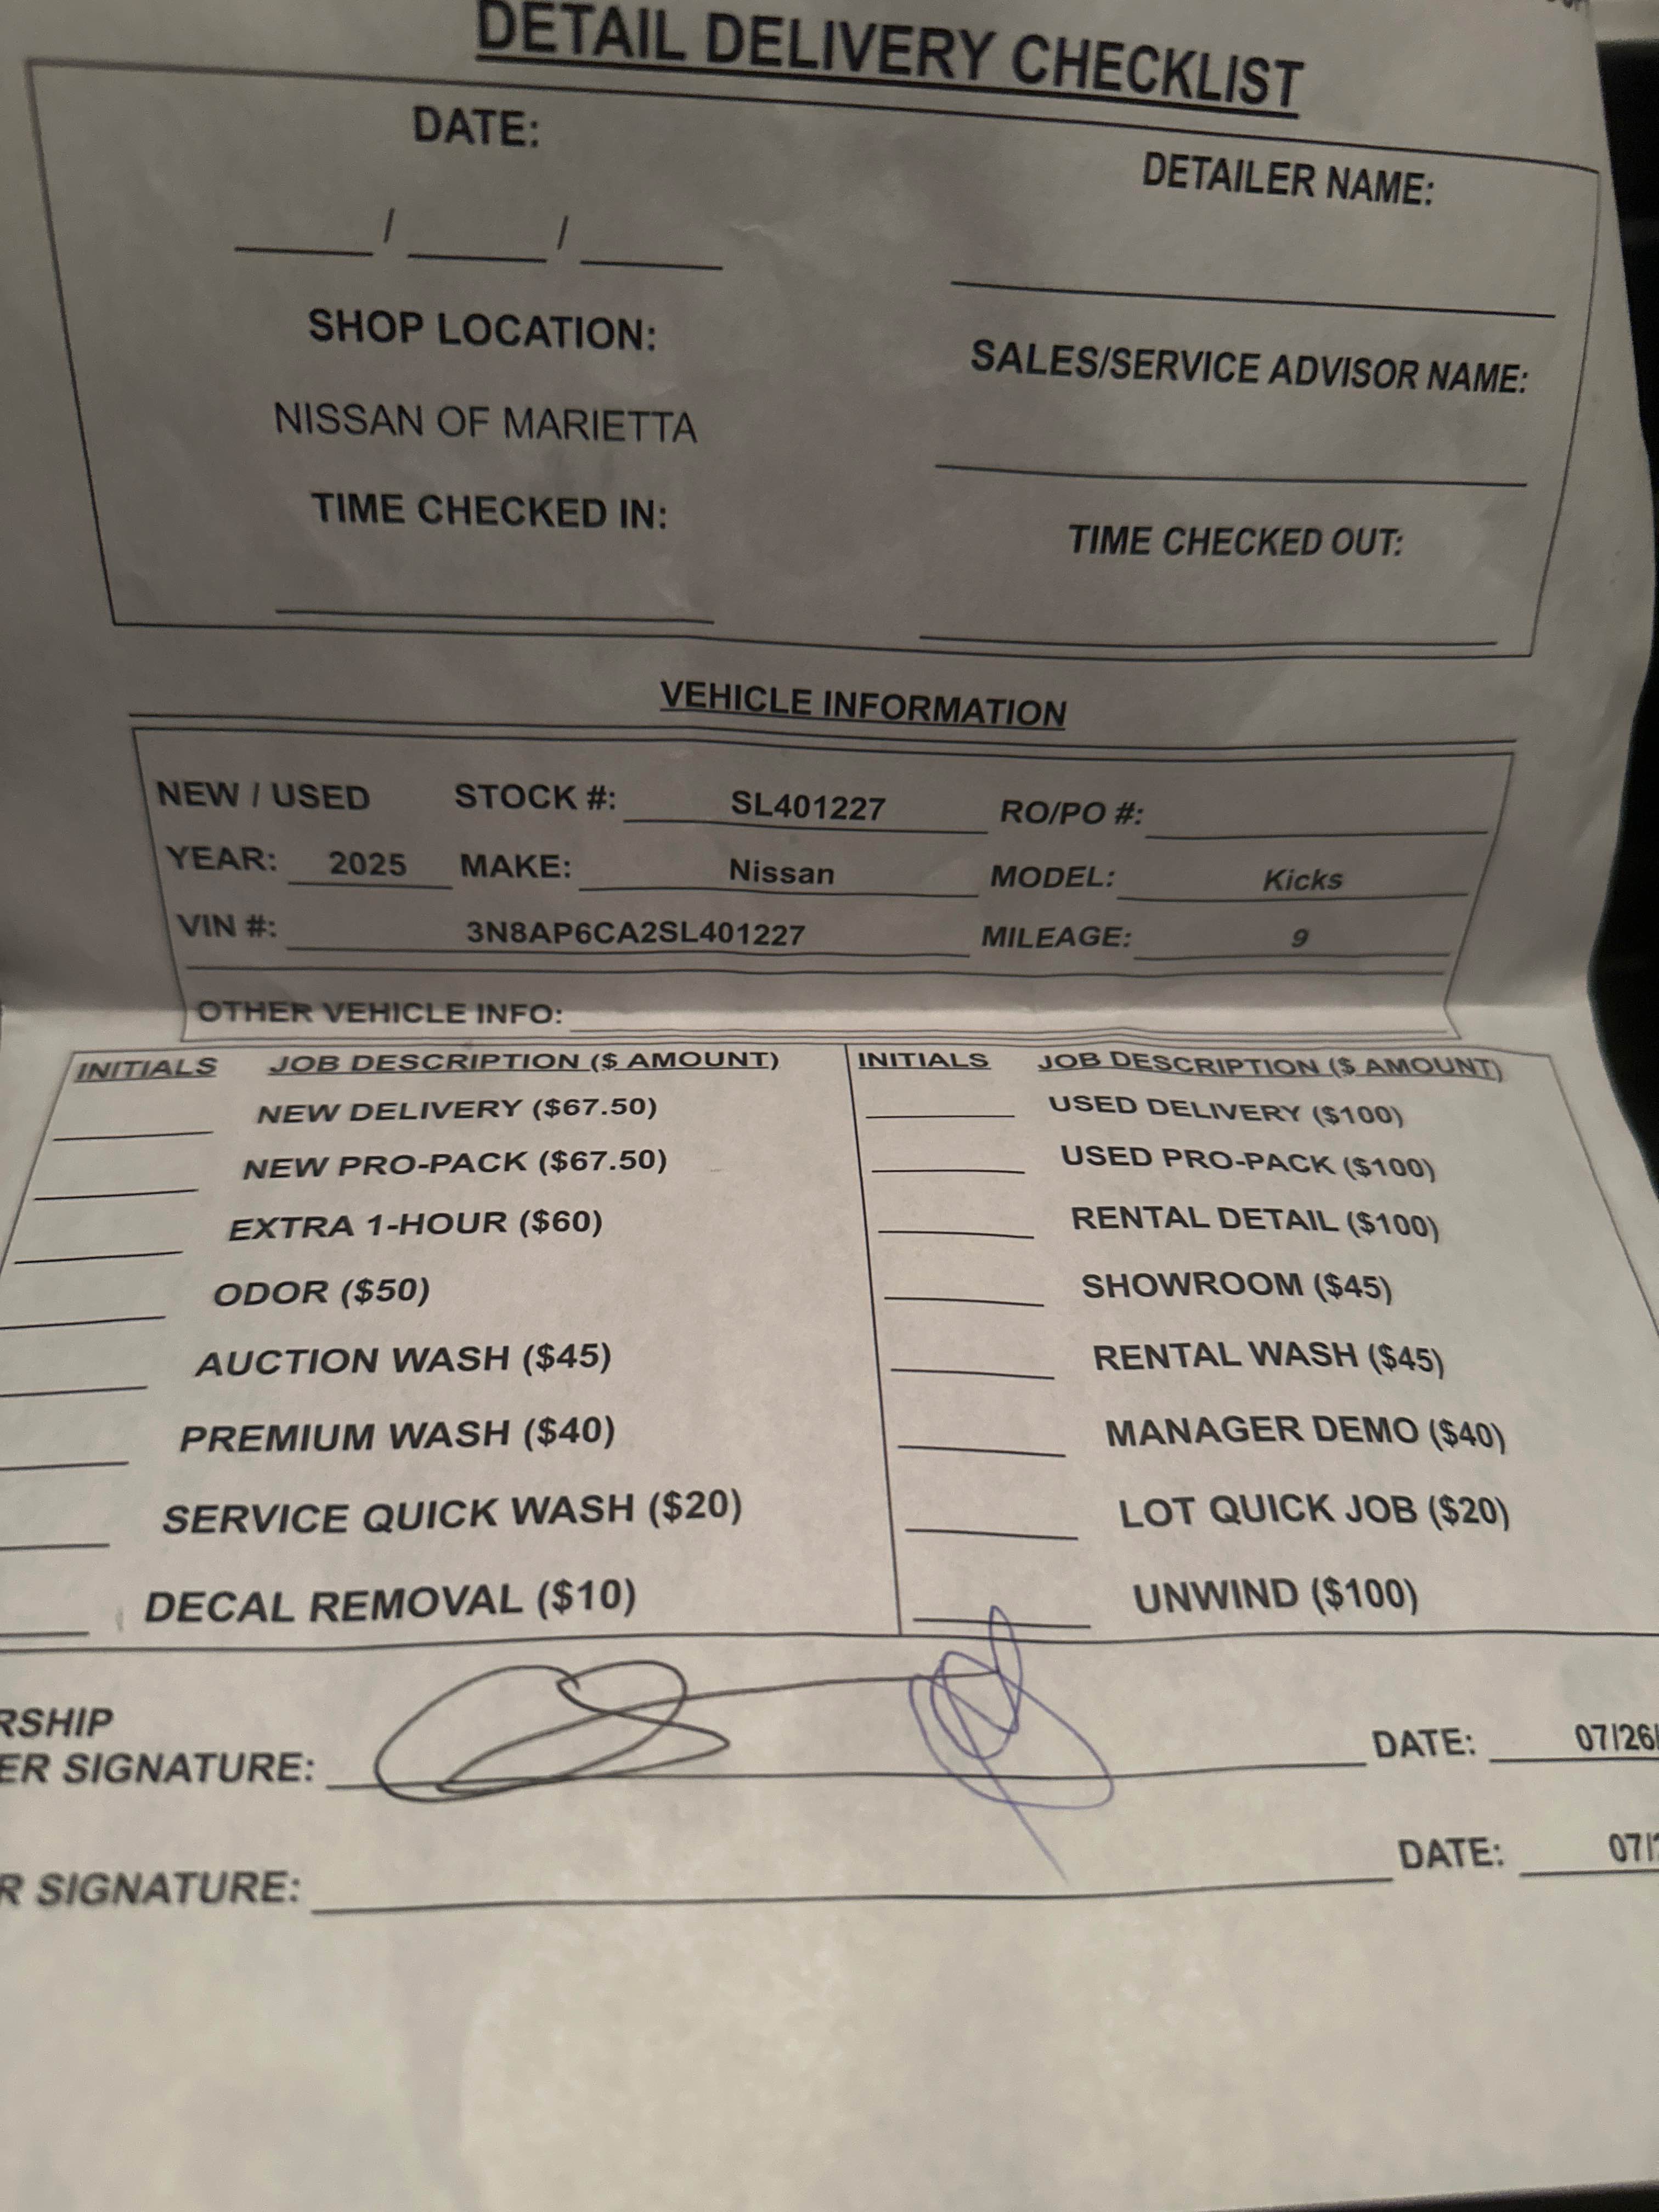 DETAIL DELIVERY CHECKLIST
DATE:
DETAILER NAME:
/ /
SHOP LOCATION:
SALES/SERVICE ADVISOR NAME:
NISSAN OF MARIETTA
TIME CHECKED IN:
TIME CHECKED OUT:
VEHICLE INFORMATION
NEW / USED STOCK #: SL401227 RO/PO #:
YEAR: 2025 MAKE: Nissan MODEL: Kicks
VIN #: 3N8AP6CA2SL401227 MILEAGE: 9
OTHER VEHICLE INFO:
INITIALS JOB DESCRIPTION ($ AMOUNT) INITIALS JOB DESCRIPTION ($ AMOUNT)
NEW DELIVERY ($67.50) USED DELIVERY ($100)
NEW PRO-PACK ($67.50) USED PRO-PACK ($100)
EXTRA 1-HOUR ($60) RENTAL DETAIL ($100)
ODOR ($50) SHOWROOM ($45)
AUCTION WASH ($45) RENTAL WASH ($45)
PREMIUM WASH ($40) MANAGER DEMO ($40)
SERVICE QUICK WASH ($20) LOT QUICK JOB ($20)
DECAL REMOVAL ($10) UNWIND ($100)
RSHIP
ER SIGNATURE: DATE: 07/26/
R SIGNATURE: DATE: 07/